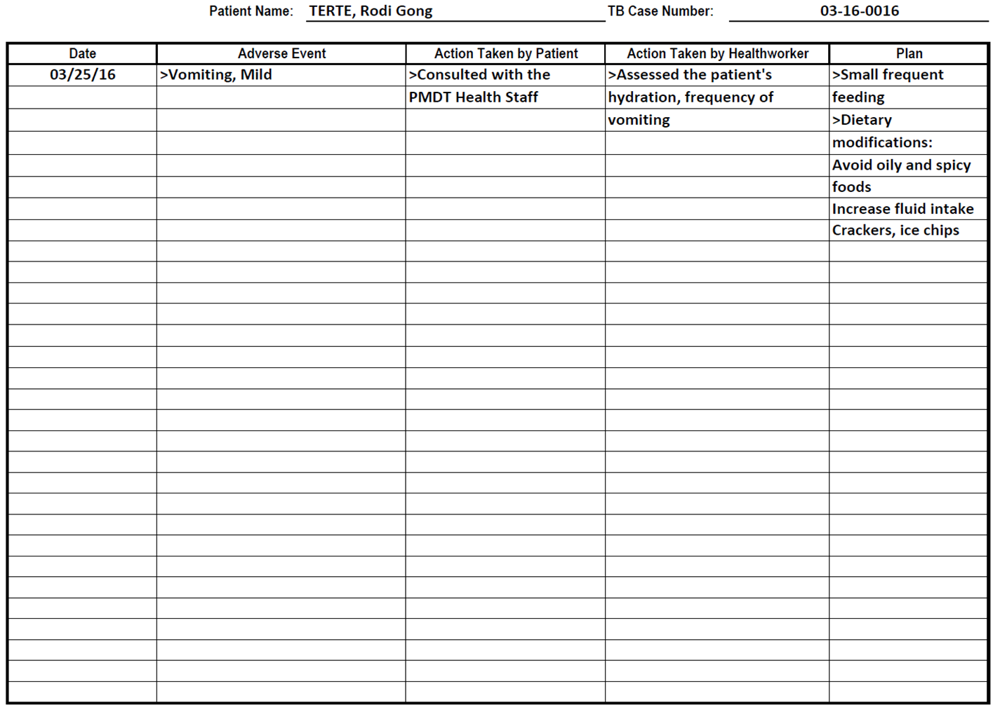 Patient Name: TERTE, Rodi Gong TB Case Number: 03-16-0016
Date Adverse Event Action Taken by Patient Action Taken by Healthworker Plan
03/25/16 >Vomiting, Mild >Consulted with the >Assessed the patient's >Small frequent
PMDT Health Staff hydration, frequency of feeding
vomiting >Dietary
modifications:
Avoid oily and spicy
foods
Increase fluid intake
Crackers, ice chips